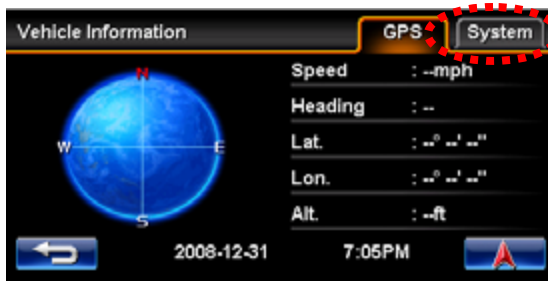 Vehicle Information GPS System
N
W E
S
Speed : --mph
Heading : --
Lat. : --° --' --"
Lon. : --° --' --"
Alt. : --ft
2008-12-31 7:05PM